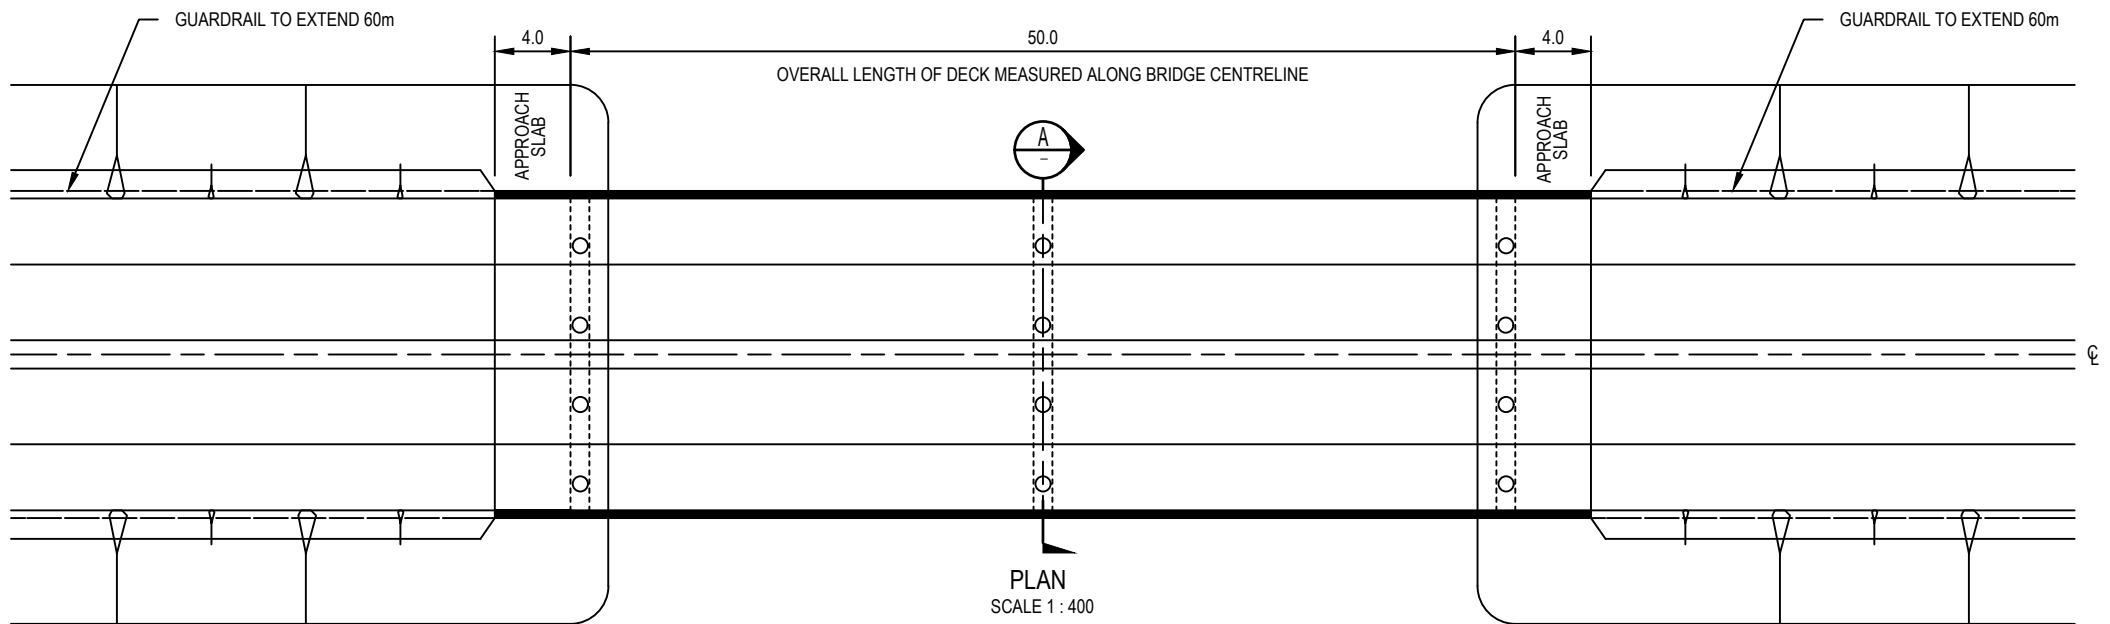 GUARDRAIL TO EXTEND 60m
4.0
50.0
4.0
GUARDRAIL TO EXTEND 60m
OVERALL LENGTH OF DECK MEASURED ALONG BRIDGE CENTRELINE
APPROACH
SLAB
A
-
APPROACH
SLAB
℄
PLAN
SCALE 1 : 400